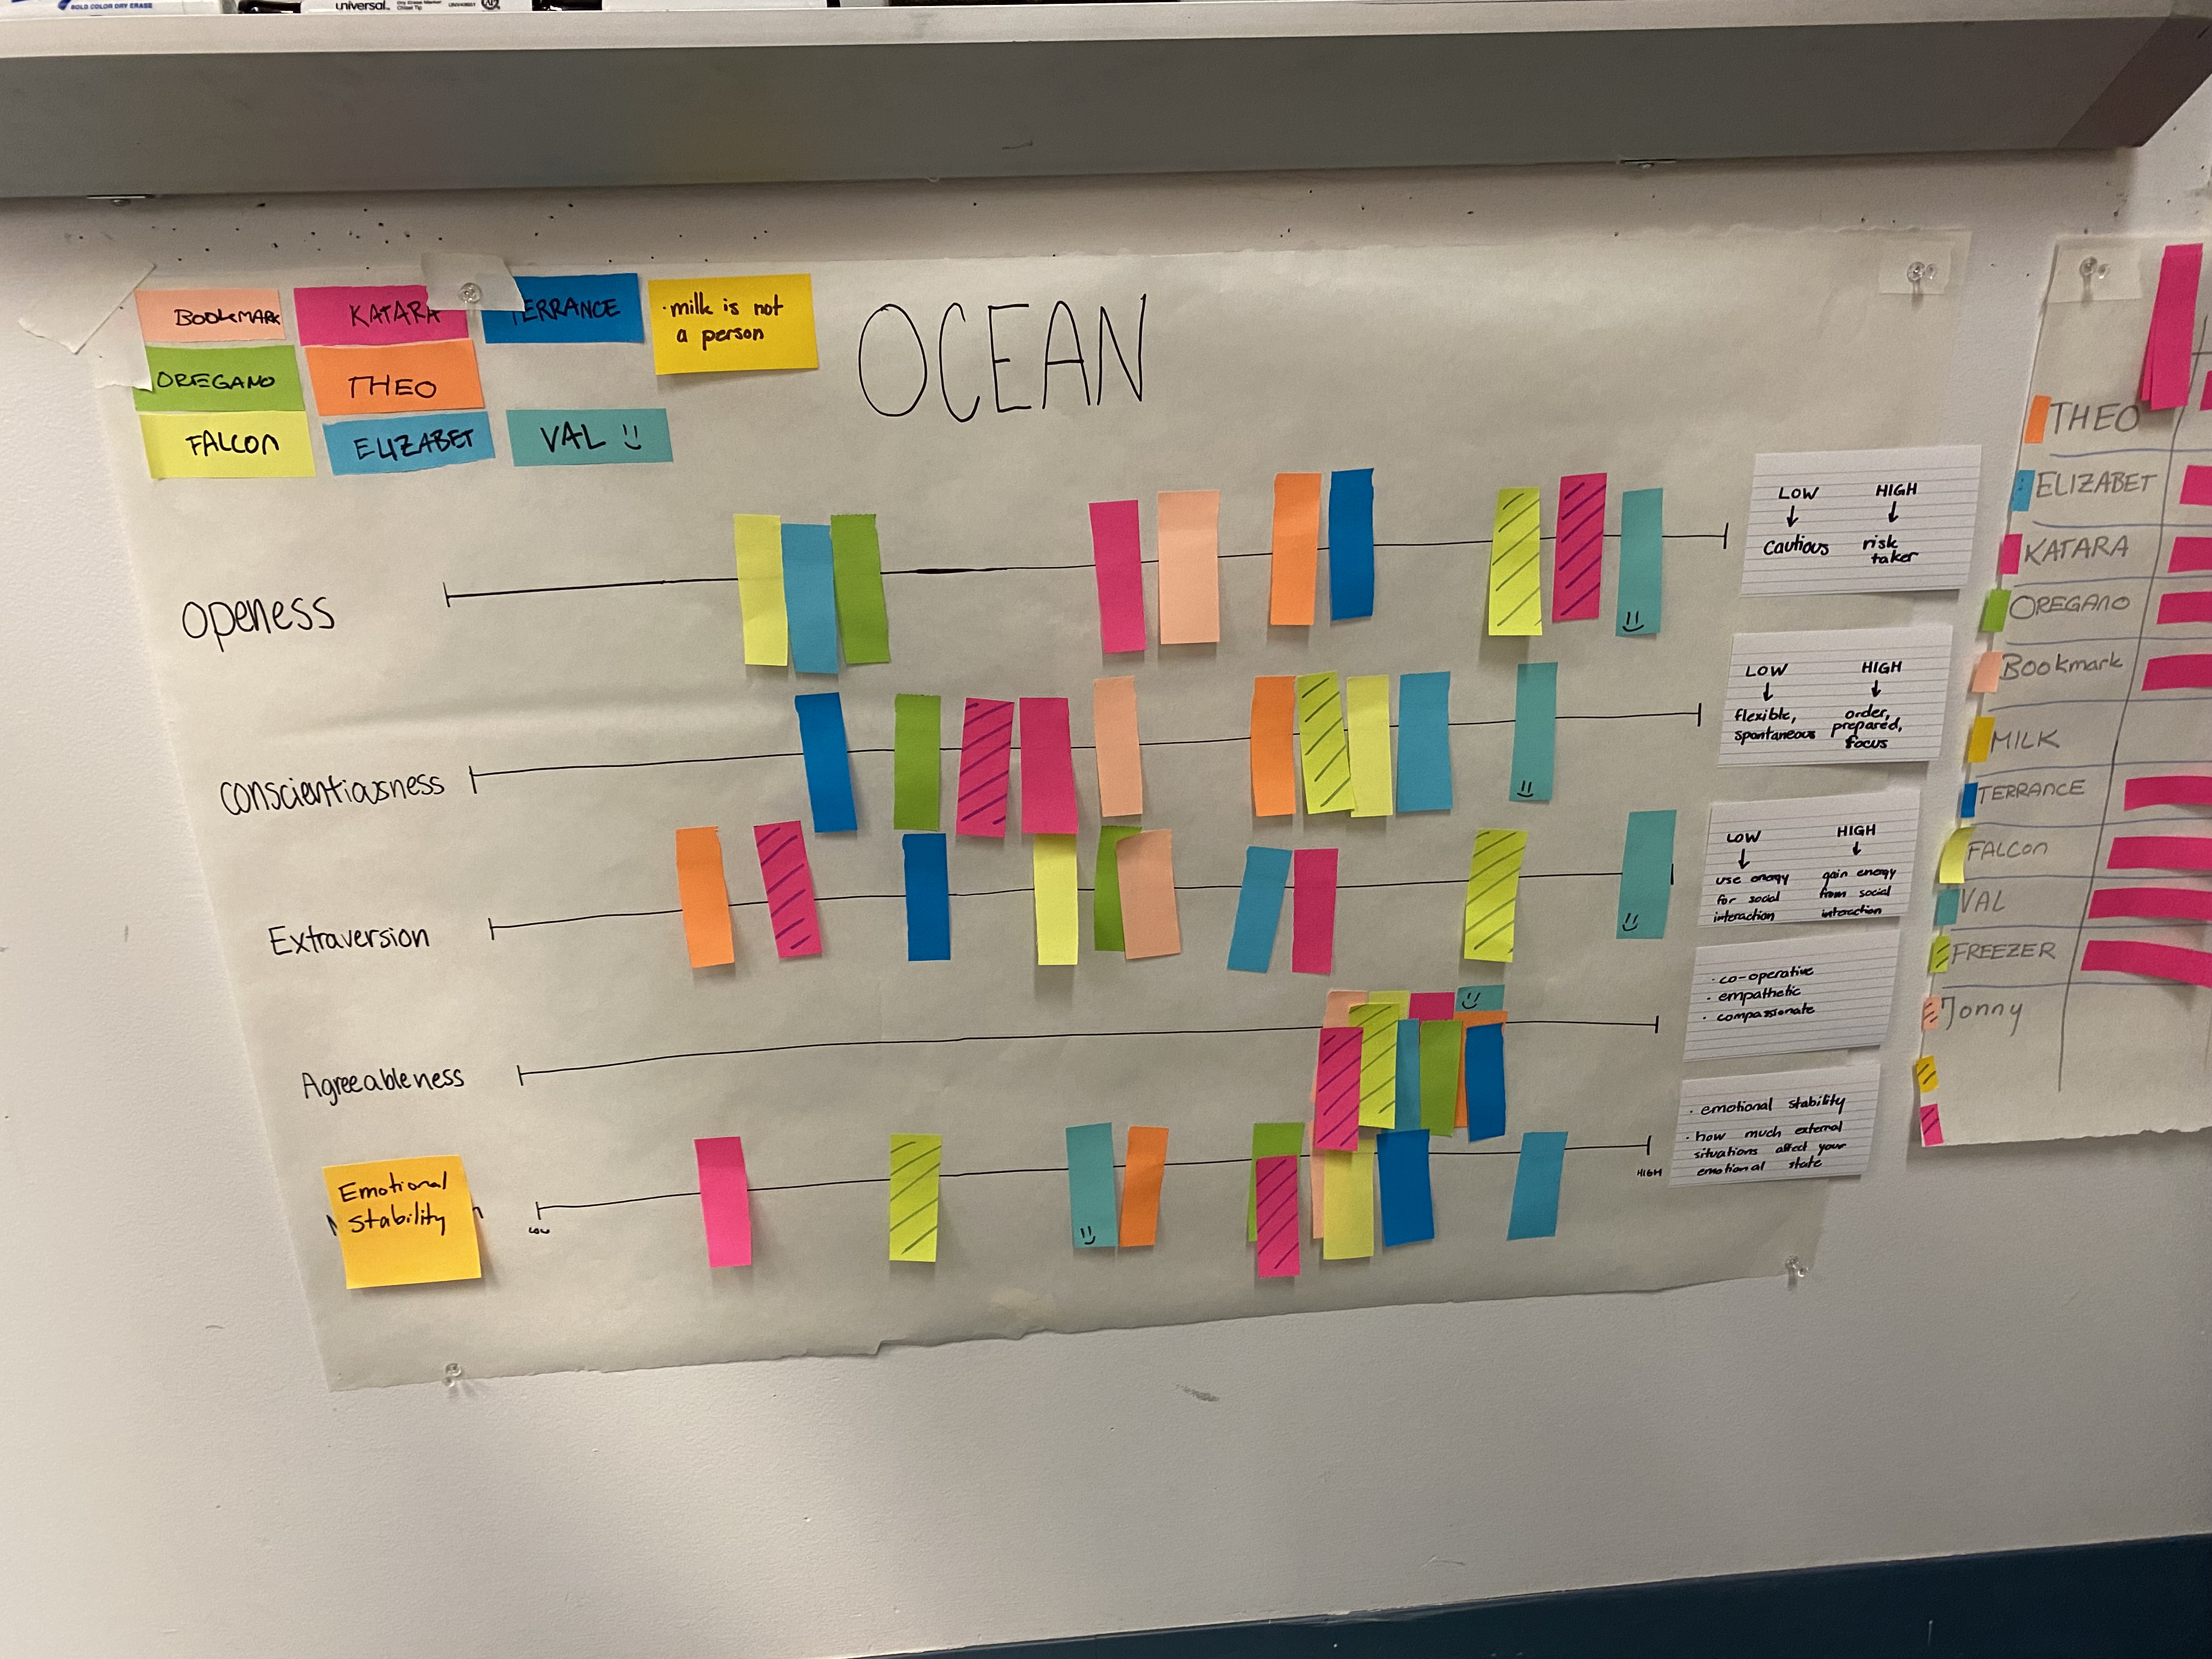 BOLD COLOR DRY ERASE
universal
BOOKMARK
KATARA
TERRANCE
· milk is not
a person
OCEAN
OREGANO
THEO
FALCON
ELIZABET
VAL
OPENESS
LOW HIGH
Cautious risk
taker
Conscientiousness
LOW HIGH
flexible, order,
spontaneous prepared,
focus
Extraversion
LOW HIGH
use energy gain energy
for social from social
interaction interaction
Agreeableness
· co-operative
· empathetic
· compassionate
Emotional
stability
LOW
HIGH
· emotional stability
· how much external
situations affect your
emotional state
THEO
ELIZABET
KATARA
OREGANO
Bookmark
MILK
TERRANCE
FALCON
VAL
FREEZER
Jonny